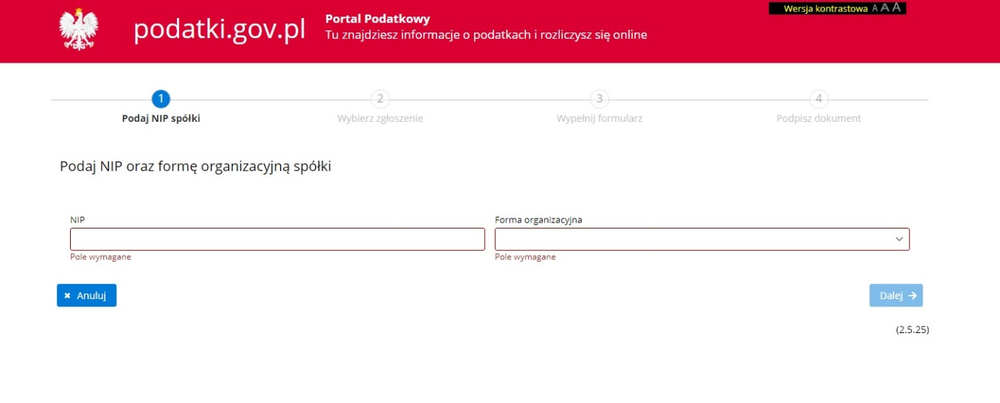 Wersja kontrastowa A A A
podatki.gov.pl
Portal Podatkowy
Tu znajdziesz informacje o podatkach i rozliczysz się online
1 2 3 4
Podaj NIP spółki Wybierz zgłoszenie Wypełnij formularz Podpisz dokument
Podaj NIP oraz formę organizacyjną spółki
NIP Forma organizacyjna
Pole wymagane Pole wymagane
Anuluj Dalej
(2.5.25)